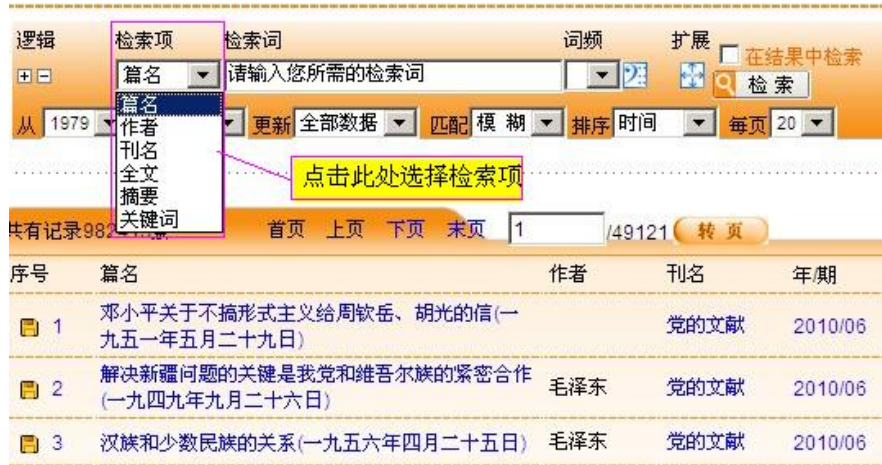 逻辑 检索项 检索词 词频 扩展 在结果中检索
篇名 请输入您所需的检索词 检 索
从 1979 更新 全部数据 匹配 模 糊 排序 时间 每页 20
篇名
作者
刊名
全文
摘要
关键词
点击此处选择检索项
共有记录982 首页 上页 下页 末页 1 /49121 转 页
序号 篇名 作者 刊名 年/期
1 邓小平关于不搞形式主义给周钦岳、胡光的信(一
九五一年五月二十九日) 党的文献 2010/06
2 解决新疆问题的关键是我党和维吾尔族的紧密合作
(一九四九年九月二十六日) 毛泽东 党的文献 2010/06
3 汉族和少数民族的关系(一九五六年四月二十五日) 毛泽东 党的文献 2010/06